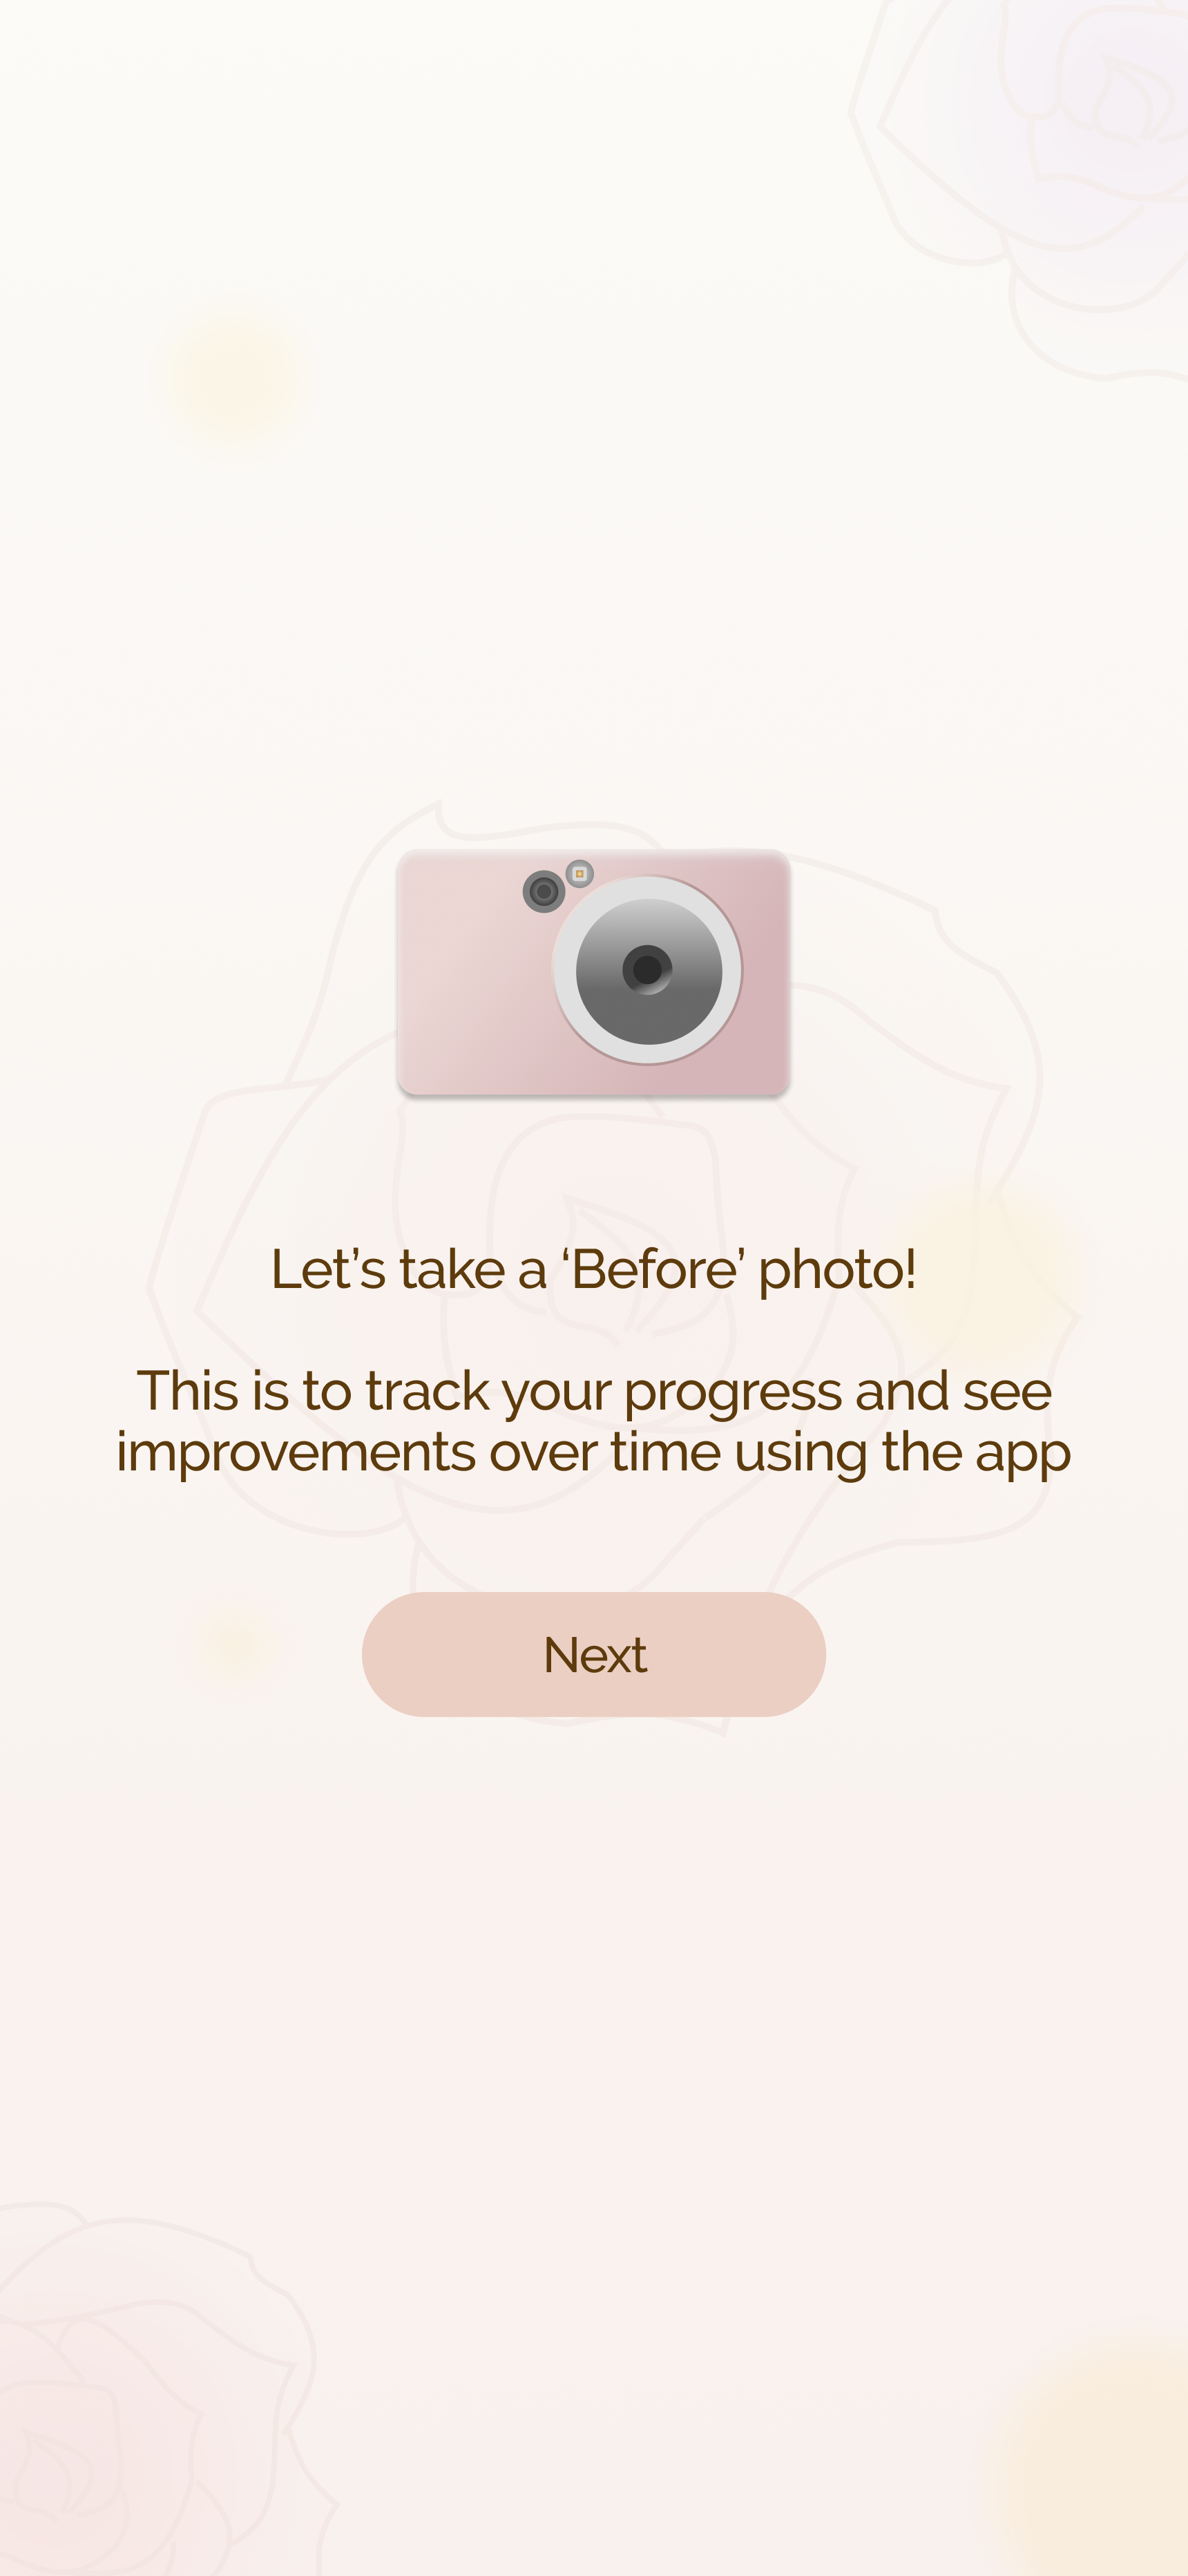 Let’s take a ‘Before’ photo!
This is to track your progress and see
improvements over time using the app
Next